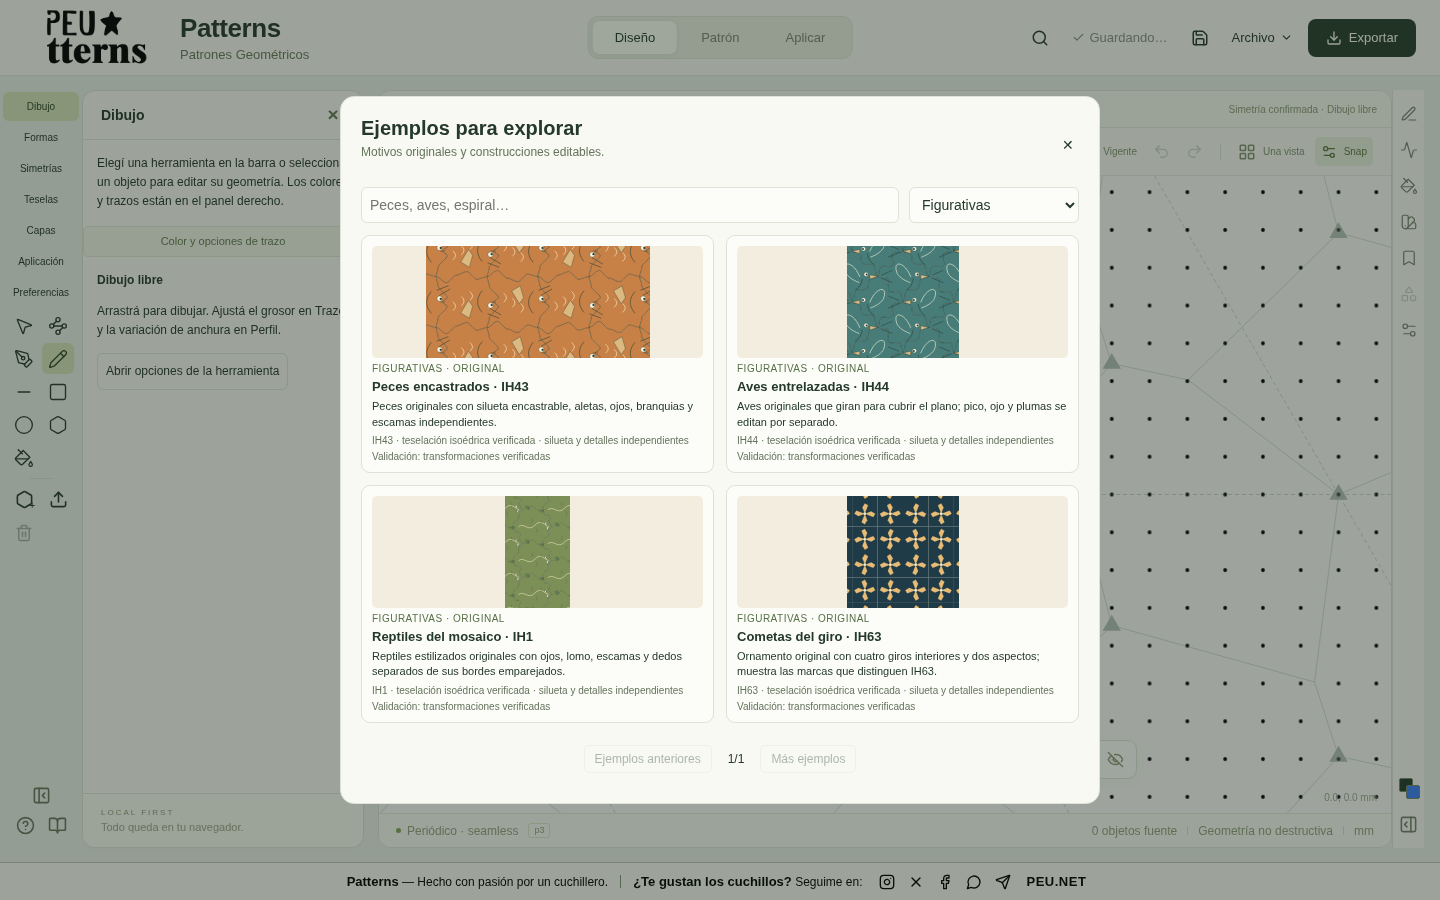 PEU★
tterns
Patterns
Patrones Geométricos
Diseño
Patrón
Aplicar
Guardando…
Archivo
Exportar
Dibujo
Formas
Simetrías
Teselas
Capas
Aplicación
Preferencias
Dibujo
Elegí una herramienta en la barra o seleccion
un objeto para editar su geometría. Los colore
y trazos están en el panel derecho.
Color y opciones de trazo
Dibujo libre
Arrastrá para dibujar. Ajustá el grosor en Traz
y la variación de anchura en Perfil.
Abrir opciones de la herramienta
LOCAL FIRST
Todo queda en tu navegador.
Simetría confirmada · Dibujo libre
Vigente
Una vista
Snap
Ejemplos para explorar
Motivos originales y construcciones editables.
Peces, aves, espiral…
Figurativas
FIGURATIVAS · ORIGINAL
Peces encastrados · IH43
Peces originales con silueta encastrable, aletas, ojos, branquias y
escamas independientes.
IH43 · teselación isoédrica verificada · silueta y detalles independientes
Validación: transformaciones verificadas
FIGURATIVAS · ORIGINAL
Aves entrelazadas · IH44
Aves originales que giran para cubrir el plano; pico, ojo y plumas se
editan por separado.
IH44 · teselación isoédrica verificada · silueta y detalles independientes
Validación: transformaciones verificadas
FIGURATIVAS · ORIGINAL
Reptiles del mosaico · IH1
Reptiles estilizados originales con ojos, lomo, escamas y dedos
separados de sus bordes emparejados.
IH1 · teselación isoédrica verificada · silueta y detalles independientes
Validación: transformaciones verificadas
FIGURATIVAS · ORIGINAL
Cometas del giro · IH63
Ornamento original con cuatro giros interiores y dos aspectos;
muestra las marcas que distinguen IH63.
IH63 · teselación isoédrica verificada · silueta y detalles independientes
Validación: transformaciones verificadas
Ejemplos anteriores
1/1
Más ejemplos
0.0, 0.0 mm
Periódico · seamless
p3
0 objetos fuente
Geometría no destructiva
mm
Patterns — Hecho con pasión por un cuchillero.
¿Te gustan los cuchillos? Seguime en:
PEU.NET